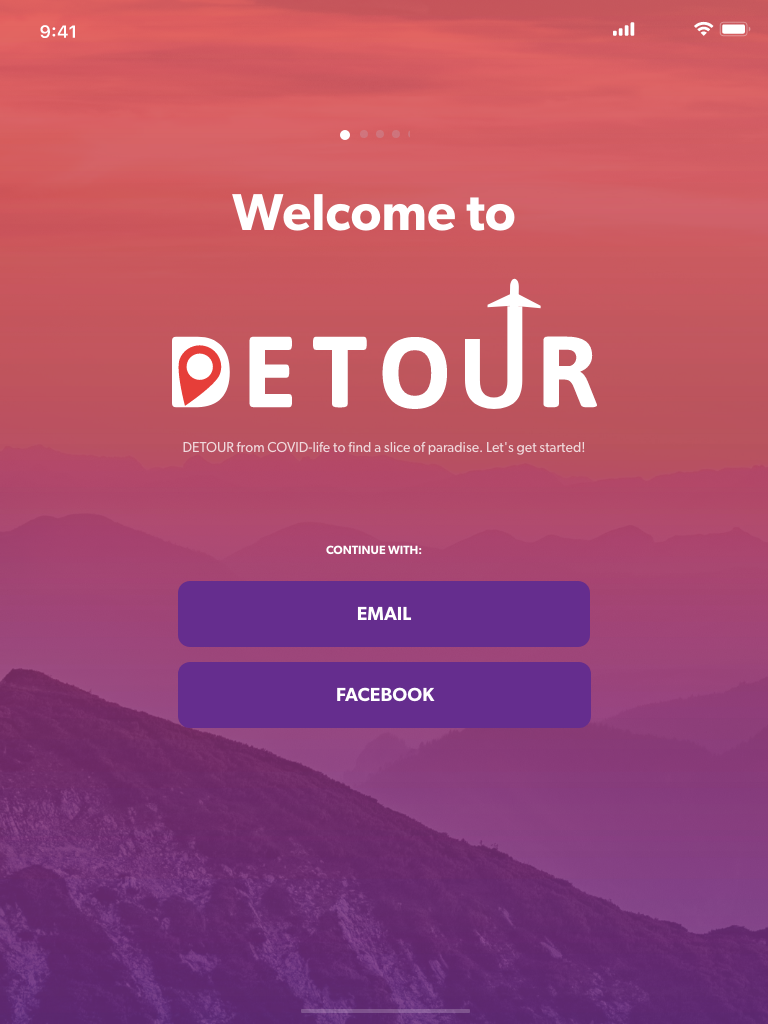 9:41
Welcome to
DETOUR
DETOUR from COVID-life to find a slice of paradise. Let's get started!
CONTINUE WITH:
EMAIL
FACEBOOK